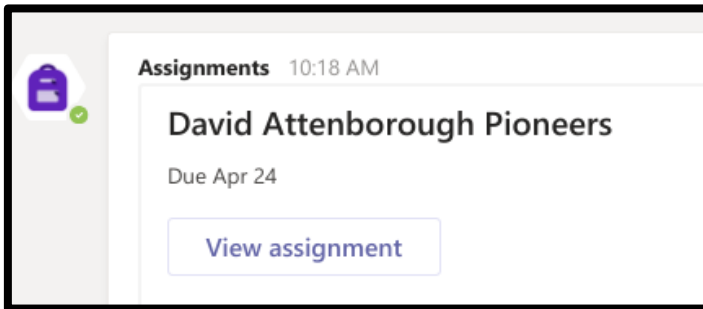 Assignments 10:18 AM
David Attenborough Pioneers
Due Apr 24
View assignment